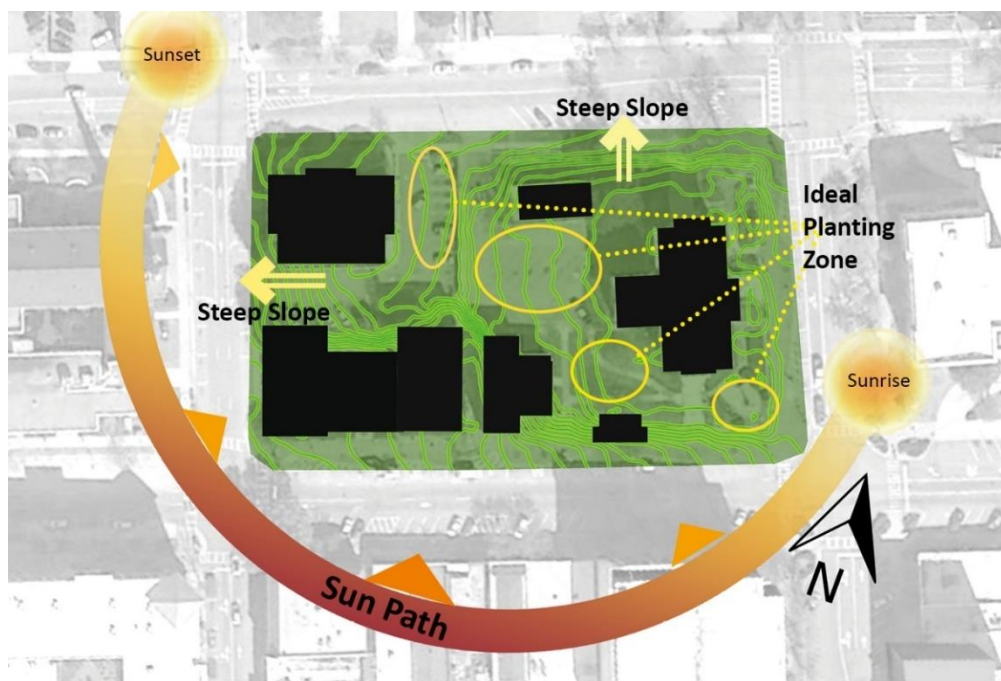 Sunset
Steep Slope
Ideal
Planting
Zone
Steep Slope
Sunrise
N
Sun Path